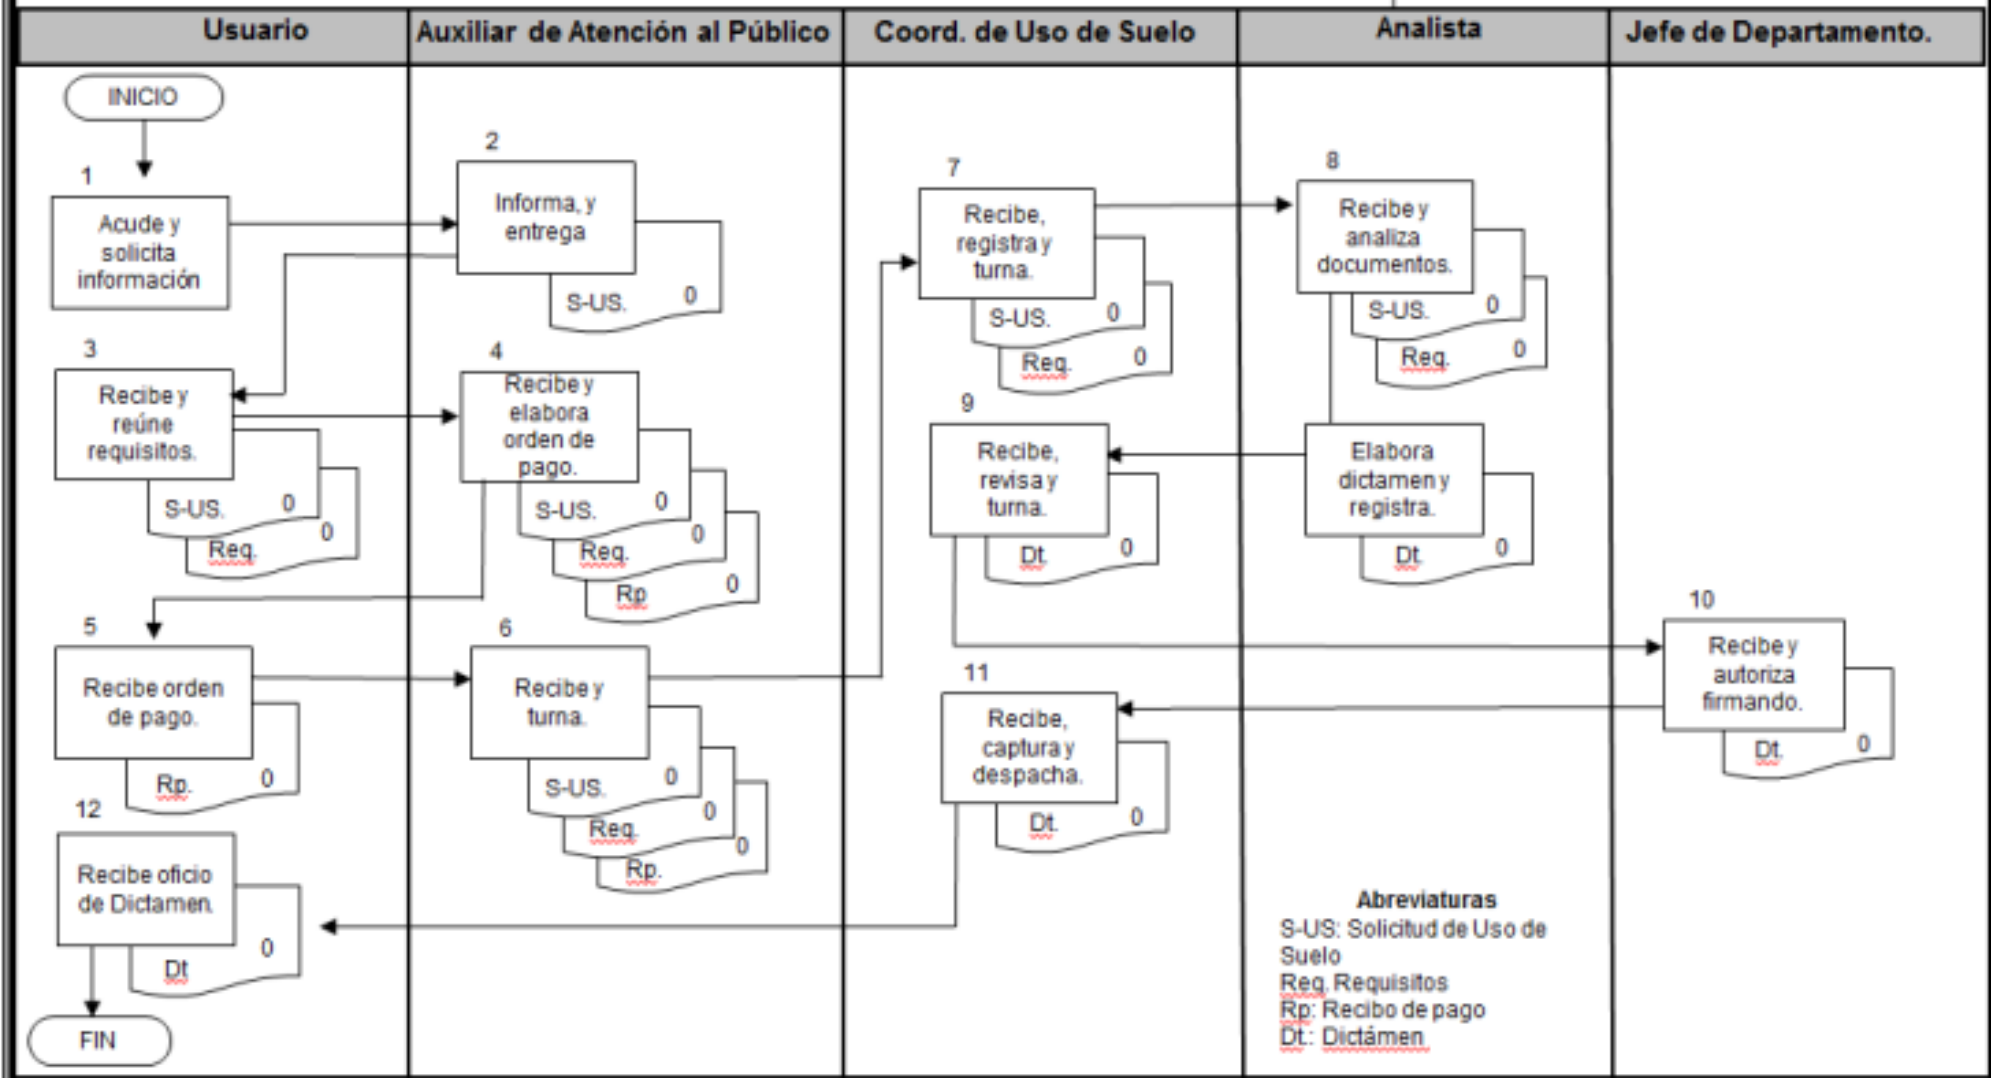 Usuario
Auxiliar de Atención al Público
Coord. de Uso de Suelo
Analista
Jefe de Departamento.
INICIO
1
Acude y
solicita
información
2
Informa, y
entrega
S-US. 0
3
Recibe y
reúne
requisitos.
S-US. 0
Req. 0
4
Recibe y
elabora
orden de
pago.
S-US. 0
Req. 0
Rp 0
5
Recibe orden
de pago.
Rp. 0
6
Recibe y
turna.
S-US. 0
Req. 0
Rp. 0
7
Recibe,
registra y
turna.
S-US. 0
Req. 0
8
Recibe y
analiza
documentos.
S-US. 0
Req. 0
Elabora
dictamen y
registra.
Dt. 0
9
Recibe,
revisa y
turna.
Dt. 0
10
Recibe y
autoriza
firmando.
Dt. 0
11
Recibe,
captura y
despacha.
Dt. 0
12
Recibe oficio
de Dictamen.
Dt 0
FIN
Abreviaturas
S-US: Solicitud de Uso de
Suelo
Req. Requisitos
Rp: Recibo de pago
Dt.: Dictámen